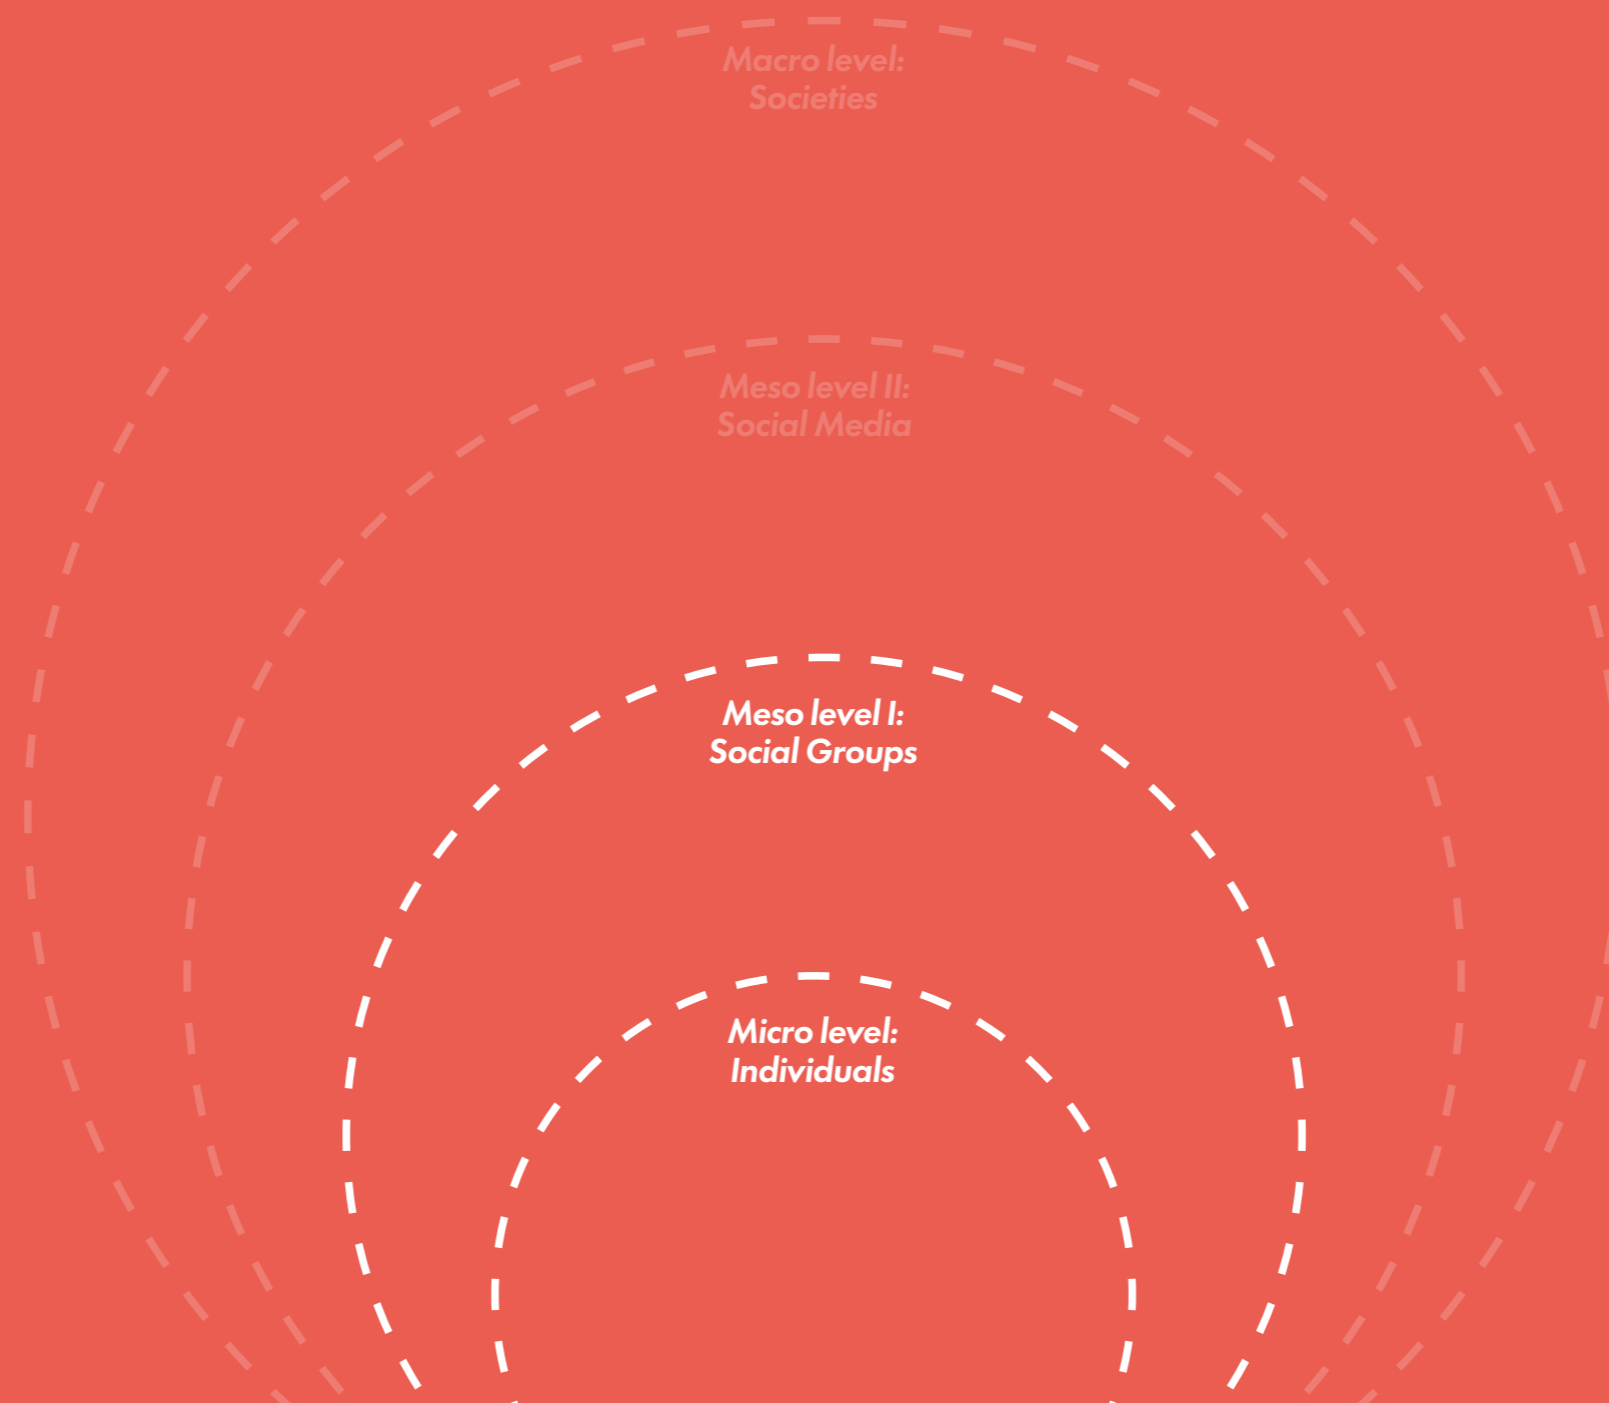 Macro level:
Societies
Meso level II:
Social Media
Meso level I:
Social Groups
Micro level:
Individuals